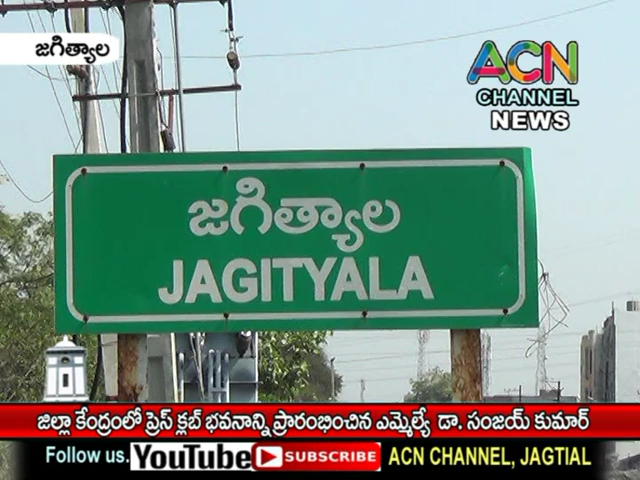 జగిత్యాల
ACN
CHANNEL
NEWS
జగిత్యాల
JAGITYALA
జిల్లా కేంద్రంలో ప్రెస్ క్లబ్ భవనాన్ని ప్రారంభించిన ఎమ్మెల్యే డా. సంజయ్ కుమార్
Follow us. YouTube SUBSCRIBE ACN CHANNEL, JAGTIAL